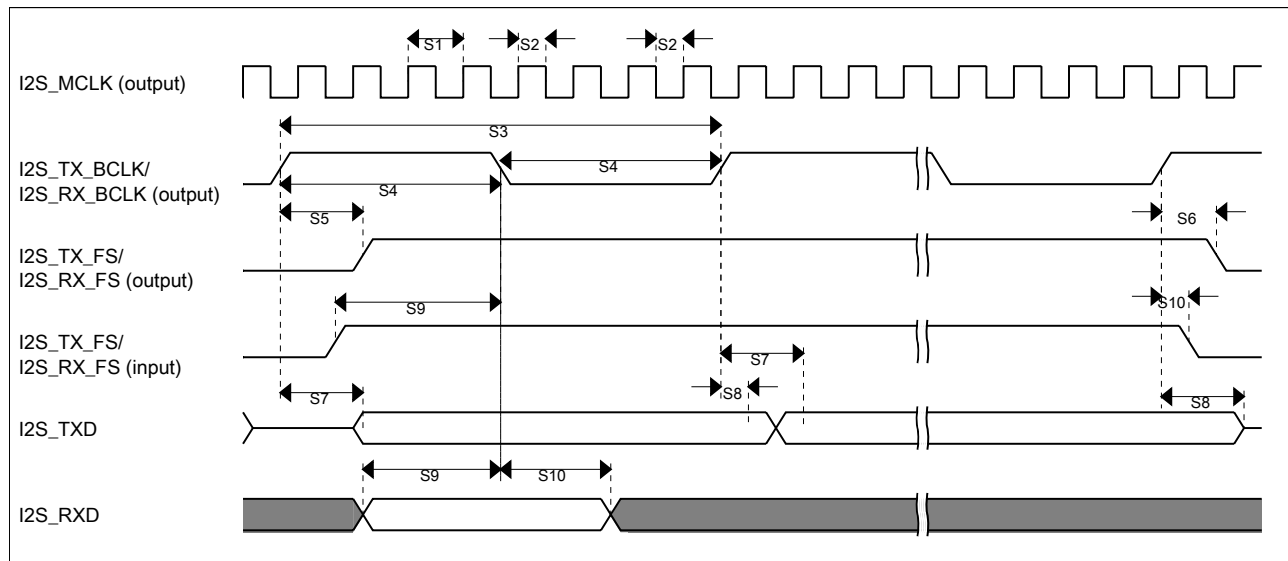 S1
S2
S2
I2S_MCLK (output)
S3
I2S_TX_BCLK/
I2S_RX_BCLK (output)
S4
S4
S5
S6
I2S_TX_FS/
I2S_RX_FS (output)
S9
S10
I2S_TX_FS/
I2S_RX_FS (input)
S7
S7
S8
S8
I2S_TXD
S9
S10
I2S_RXD